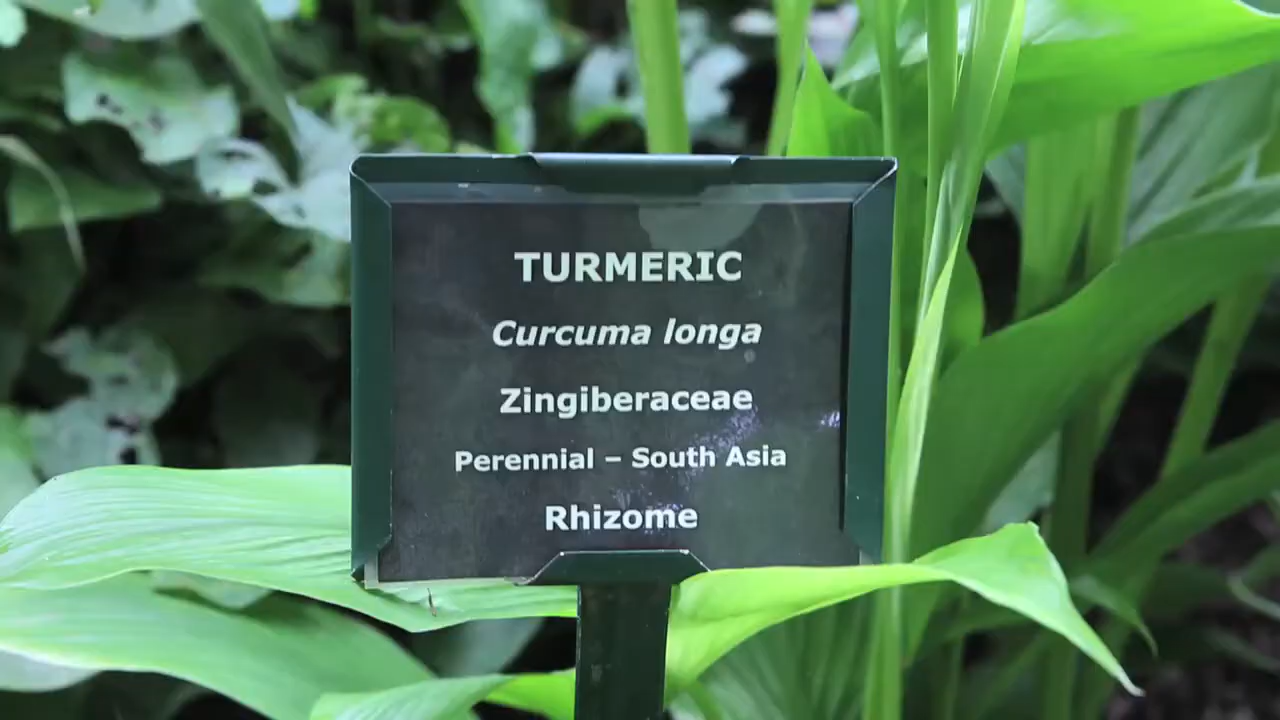 TURMERIC
Curcuma longa
Zingiberaceae
Perennial – South Asia
Rhizome